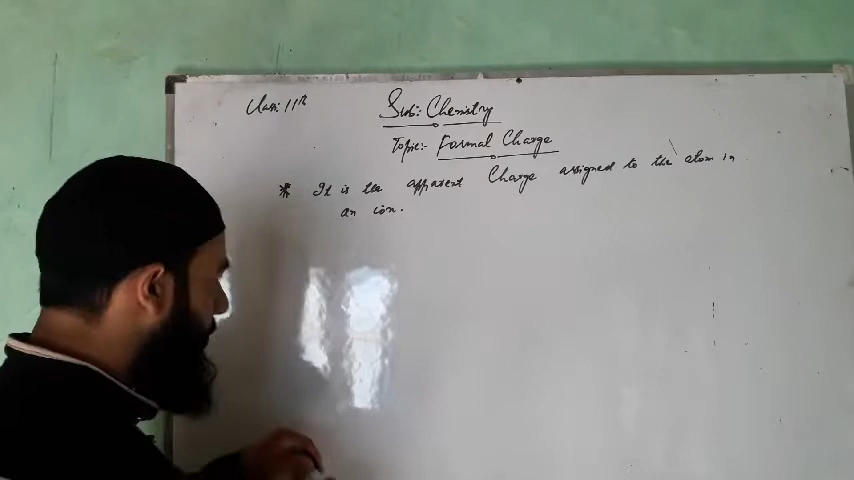 Class: 11th
Sub:- Chemistry
Topic:- Formal Charge
* It is the apparent Charge assigned to the atom in
an ion.